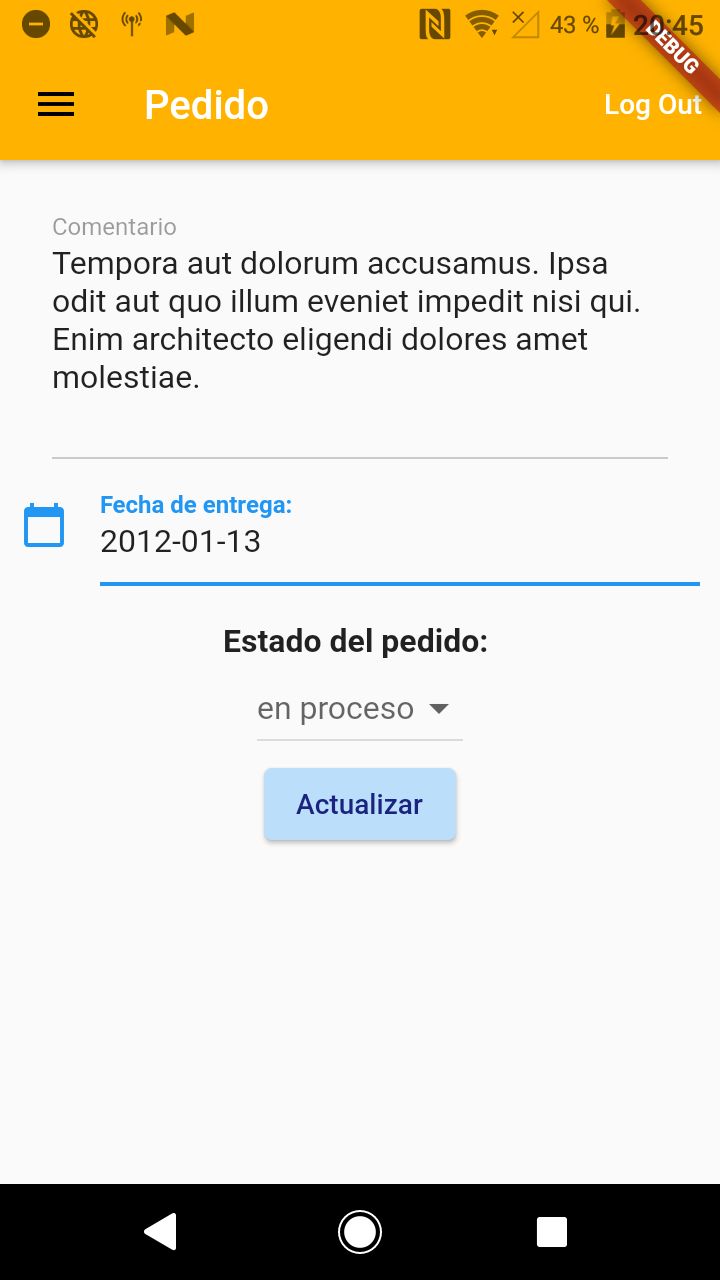 43 % 20:45
DEBUG
Pedido
Log Out
Comentario
Tempora aut dolorum accusamus. Ipsa
odit aut quo illum eveniet impedit nisi qui.
Enim architecto eligendi dolores amet
molestiae.
Fecha de entrega:
2012-01-13
Estado del pedido:
en proceso
Actualizar